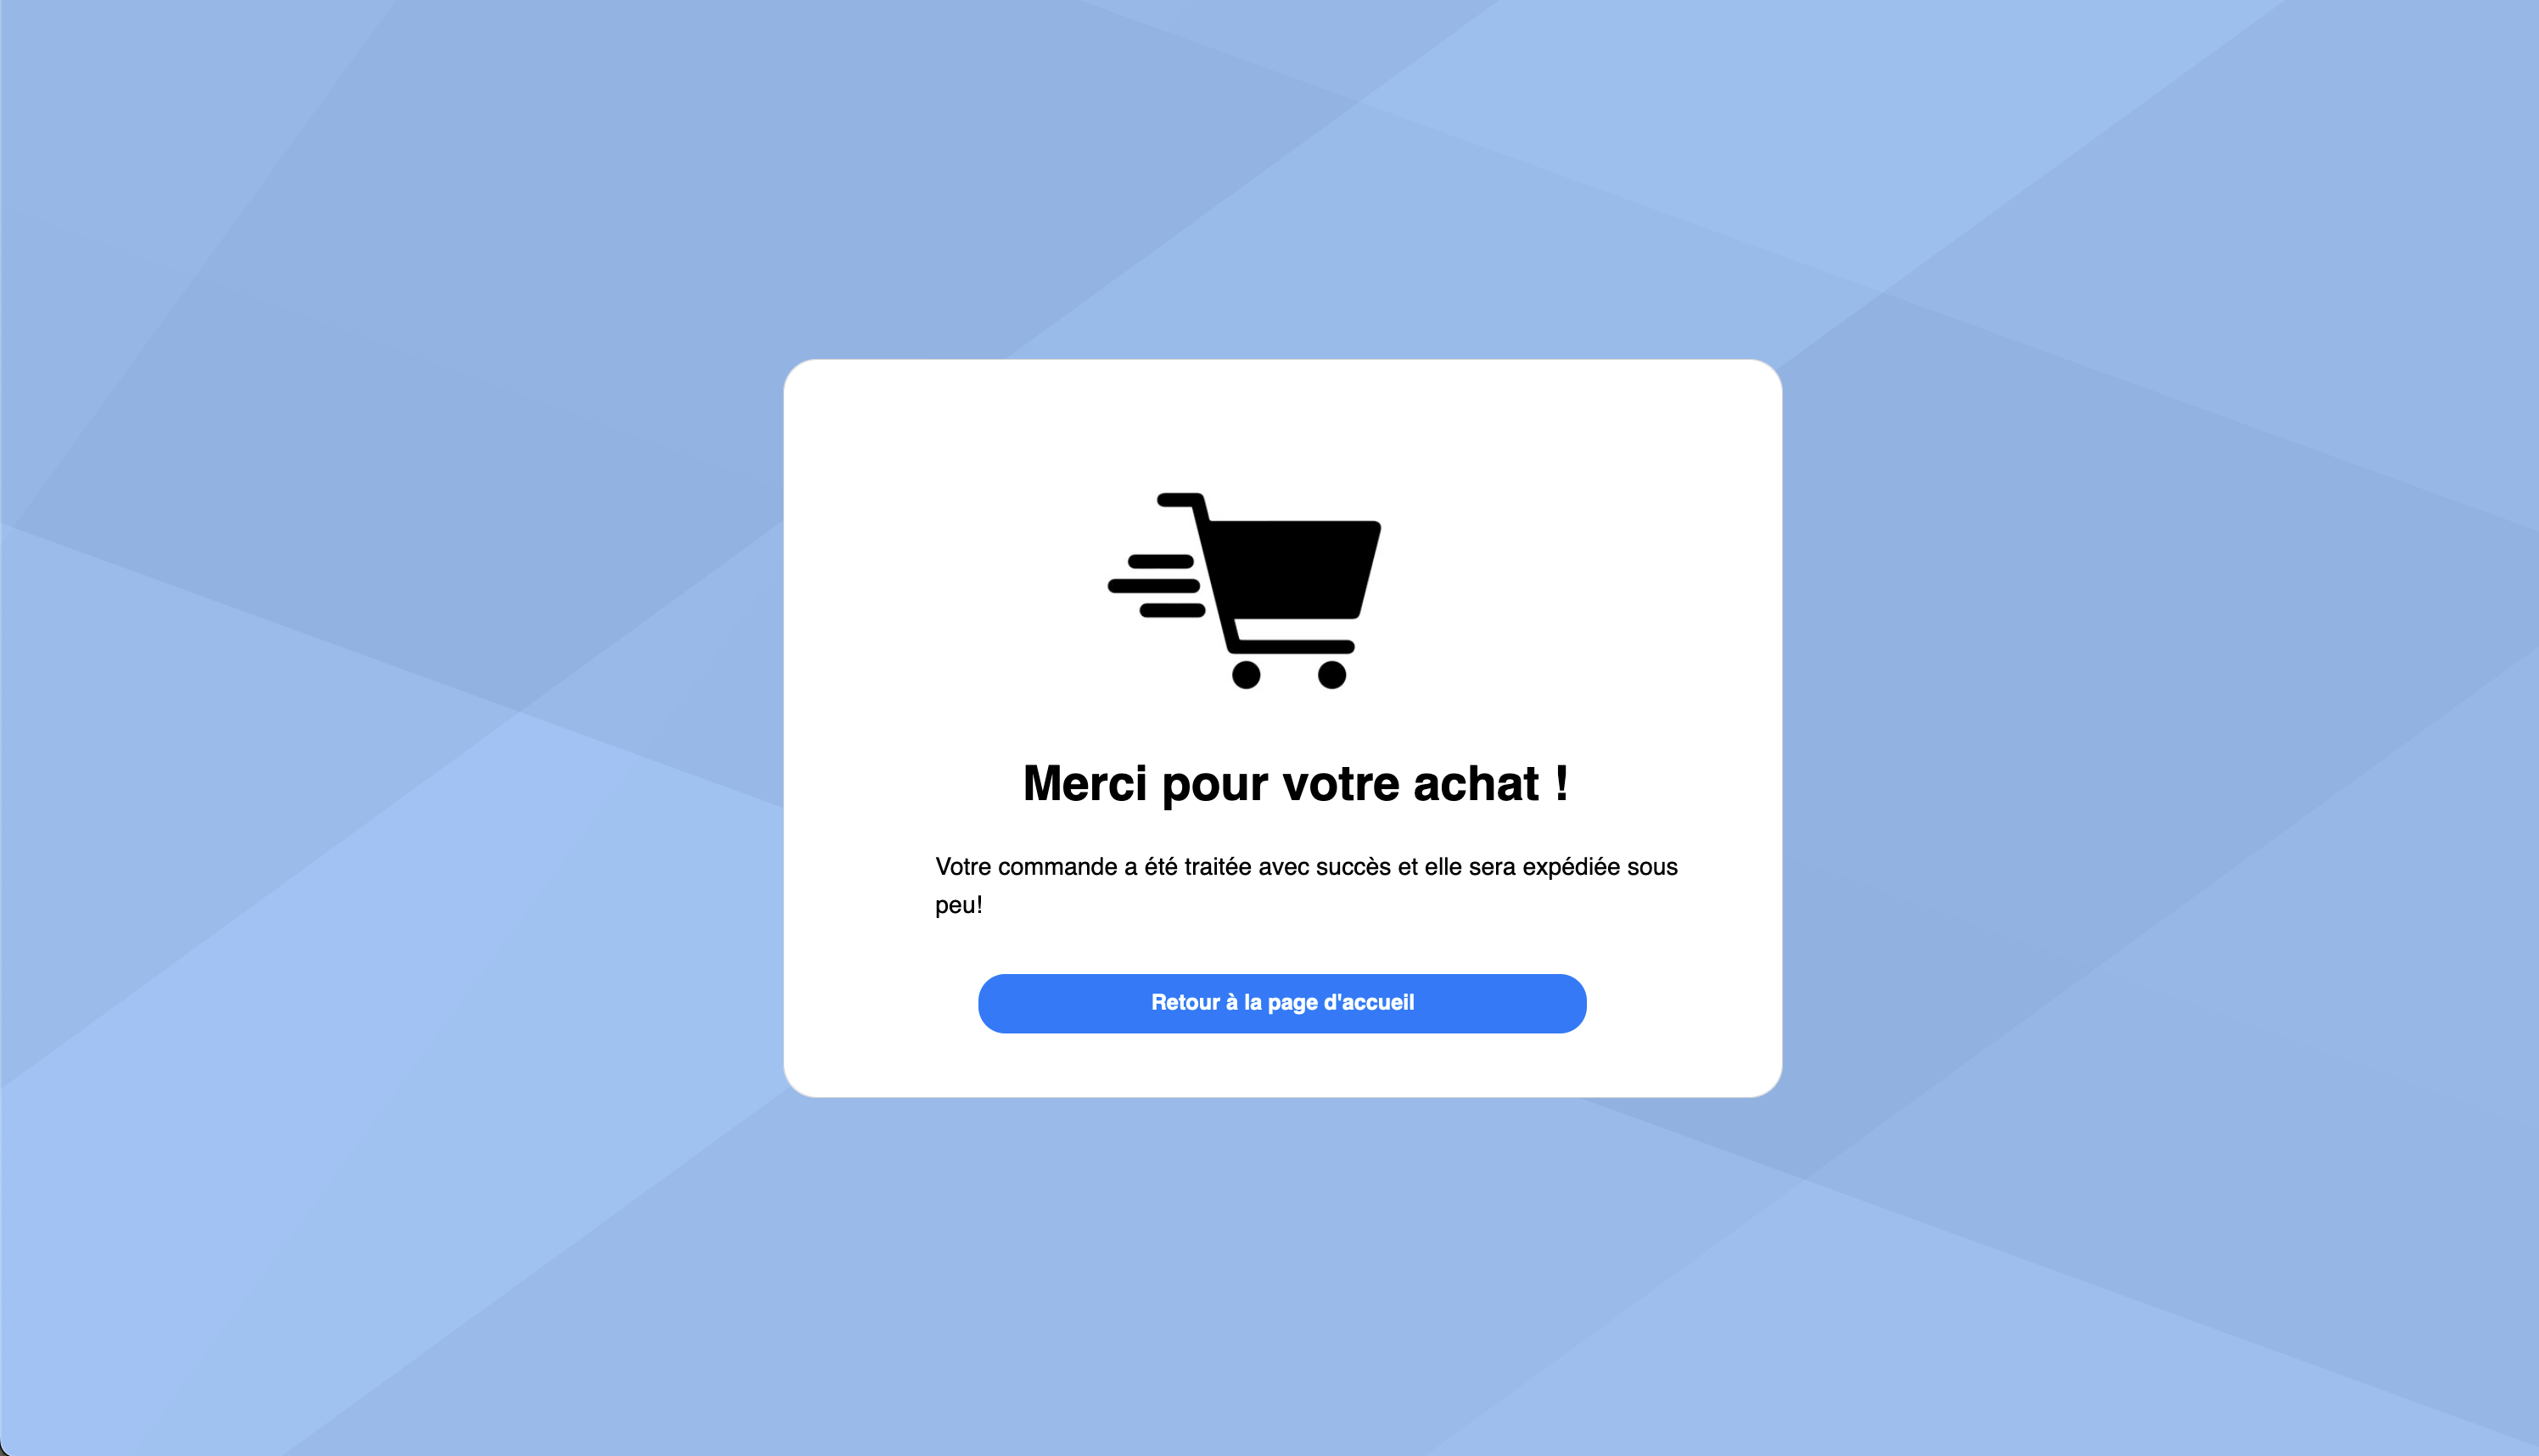 Merci pour votre achat !
Votre commande a été traitée avec succès et elle sera expédiée sous
peu!
Retour à la page d'accueil